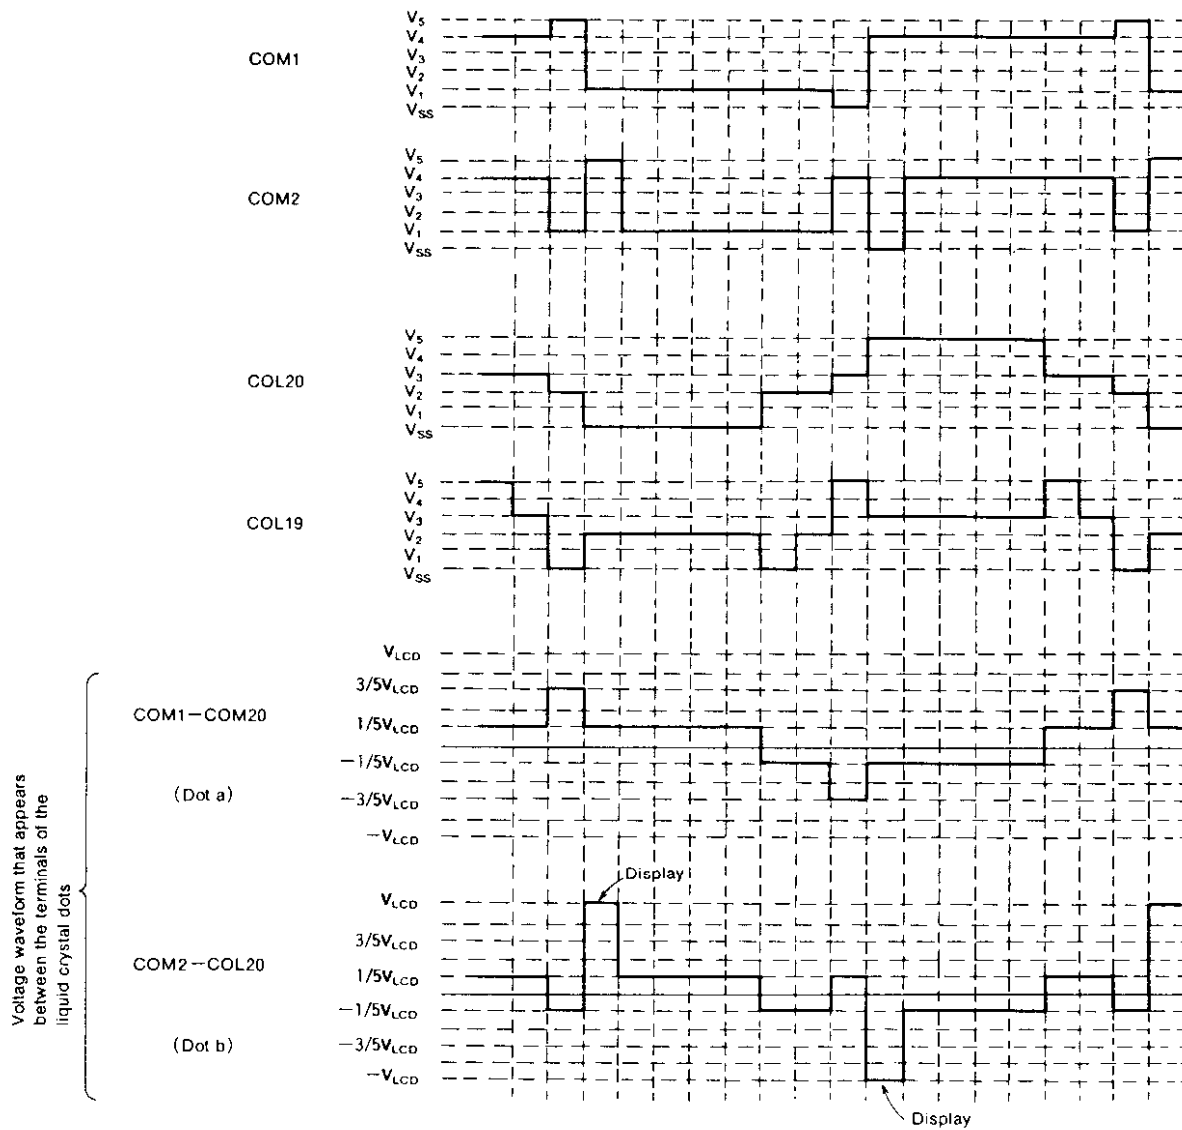 V5
V4
COM1
V3
V2
V1
VSS
V5
V4
COM2
V3
V2
V1
VSS
V5
V4
COL20
V3
V2
V1
VSS
V5
V4
COL19
V3
V2
V1
VSS
Voltage waveform that appears
between the terminals of the
liquid crystal dots
VLCD
3/5VLCD
COM1−COM20
1/5VLCD
−1/5VLCD
(Dot a)
−3/5VLCD
−VLCD
Display
VLCD
3/5VLCD
COM2−COL20
1/5VLCD
−1/5VLCD
(Dot b)
−3/5VLCD
−VLCD
Display